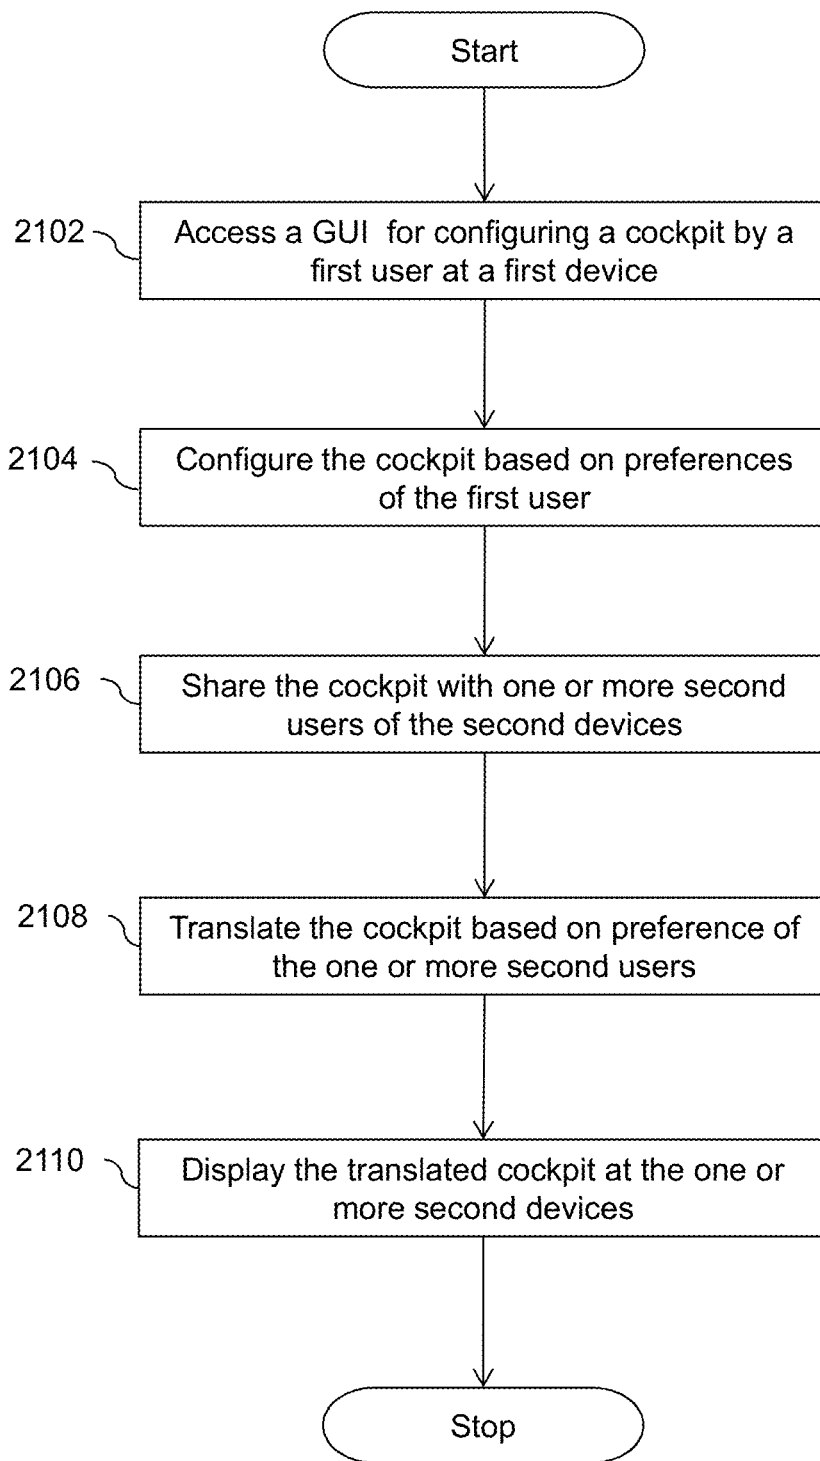 Start
2102
Access a GUI for configuring a cockpit by a
first user at a first device
2104
Configure the cockpit based on preferences
of the first user
2106
Share the cockpit with one or more second
users of the second devices
2108
Translate the cockpit based on preference of
the one or more second users
2110
Display the translated cockpit at the one or
more second devices
Stop